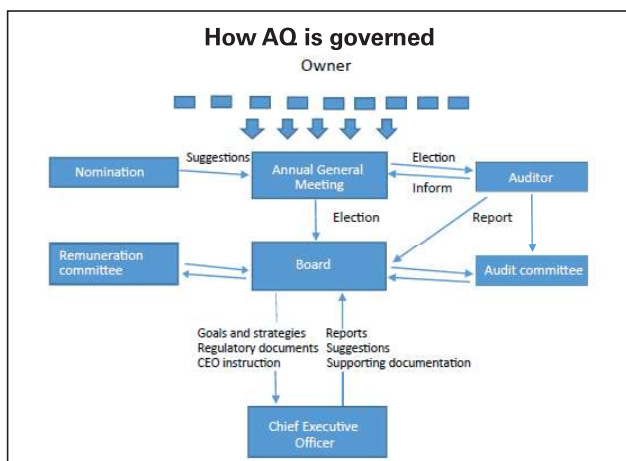 How AQ is governed
Owner
Suggestions
Election
Nomination
Annual General
Meeting
Auditor
Inform
Election
Report
Remuneration
committee
Board
Audit committee
Goals and strategies
Regulatory documents
CEO instruction
Reports
Suggestions
Supporting documentation
Chief Executive
Officer